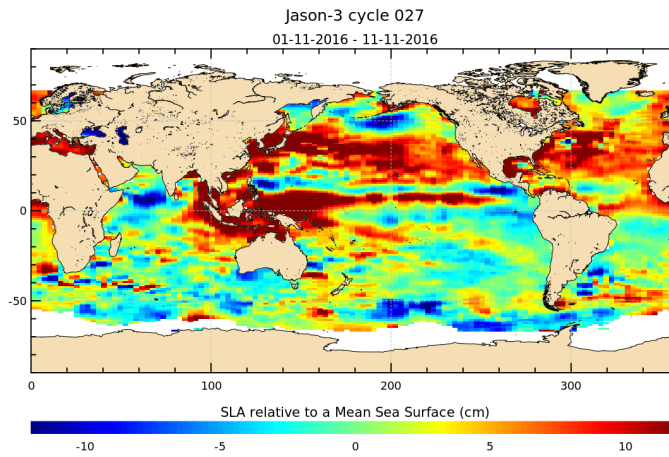 Jason-3 cycle 027
01-11-2016 - 11-11-2016
50
0
-50
0 100 200 300
SLA relative to a Mean Sea Surface (cm)
-10 -5 0 5 10